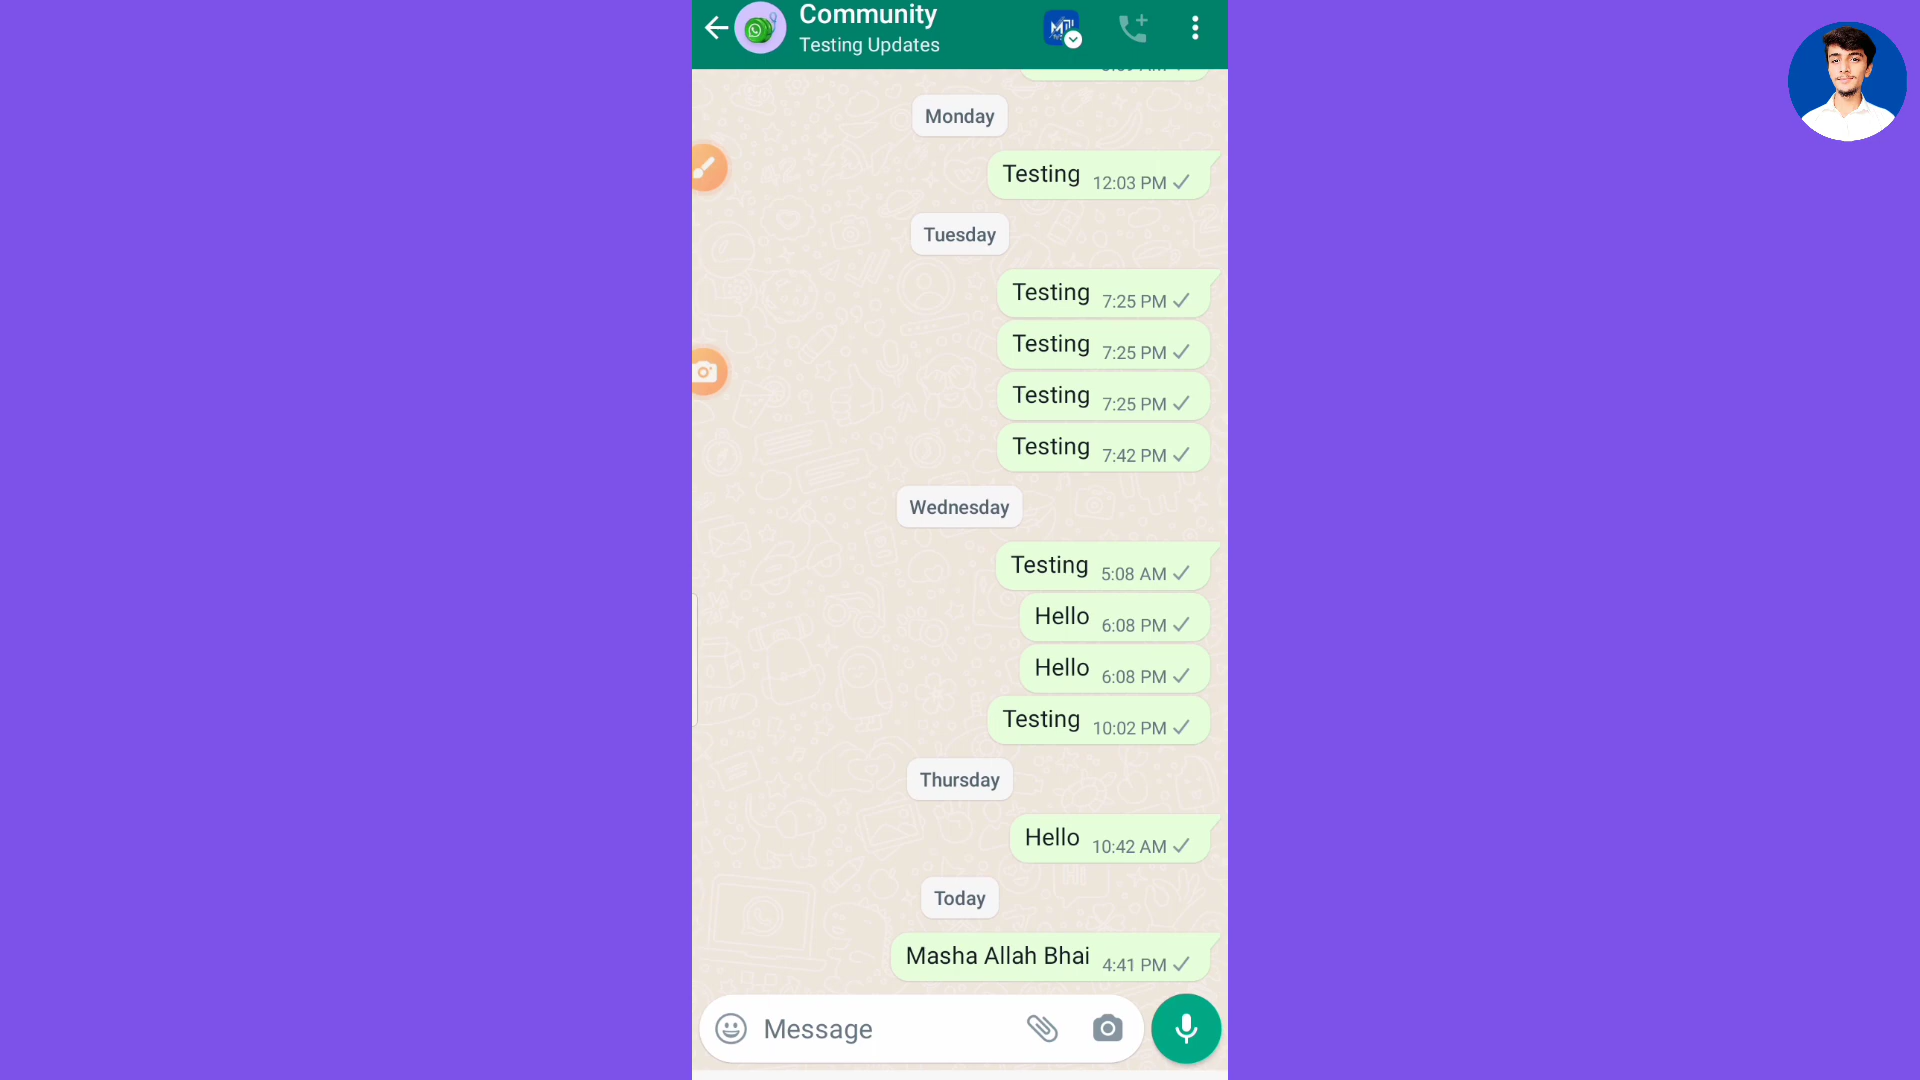 Community
Testing Updates
Monday
Testing 12:03 PM
Tuesday
Testing 7:25 PM
Testing 7:25 PM
Testing 7:25 PM
Testing 7:42 PM
Wednesday
Testing 5:08 AM
Hello 6:08 PM
Hello 6:08 PM
Testing 10:02 PM
Thursday
Hello 10:42 AM
Today
Masha Allah Bhai 4:41 PM
Message